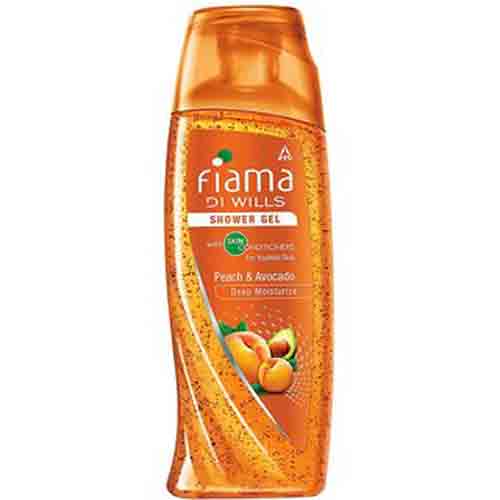 Fiama
DI WILLS
SHOWER GEL
with SKIN CONDITIONERS
For Youthful Skin
Peach & Avocado
Deep Moisturize